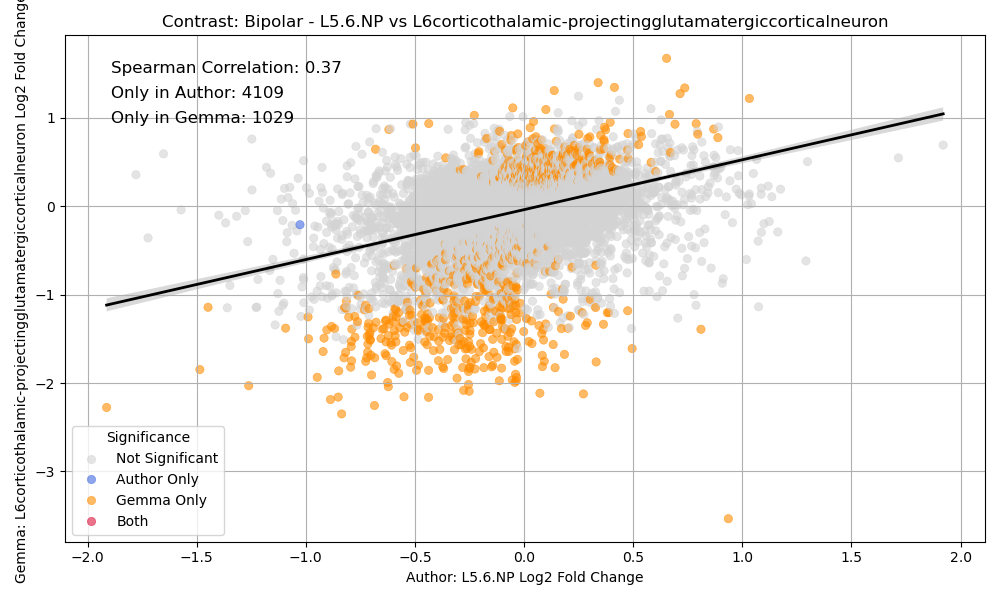 Contrast: Bipolar - L5.6.NP vs L6corticothalamic-projectingglutamatergiccorticalneuron
Gemma: L6corticothalamic-projectingglutamatergiccorticalneuron Log2 Fold Change
Spearman Correlation: 0.37
Only in Author: 4109
Only in Gemma: 1029
1
0
−1
−2
−3
Significance
Not Significant
Author Only
Gemma Only
Both
−2.0 −1.5 −1.0 −0.5 0.0 0.5 1.0 1.5 2.0
Author: L5.6.NP Log2 Fold Change